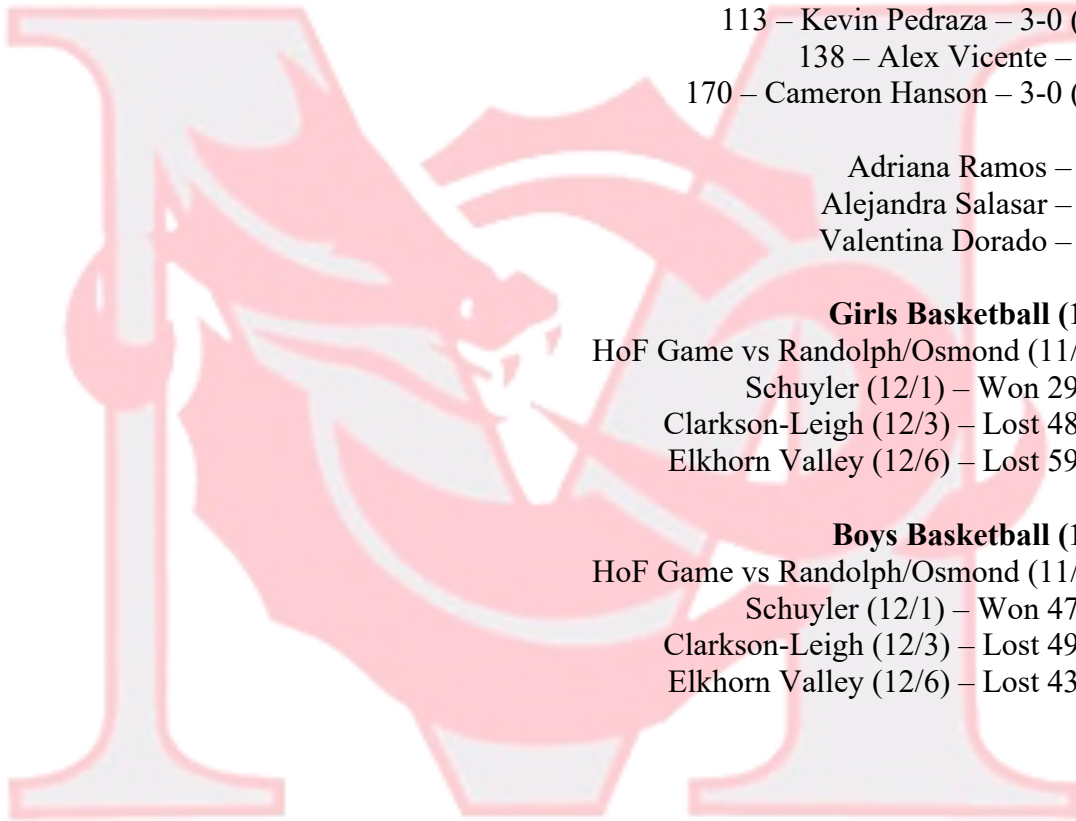 113 – Kevin Pedraza – 3-0 (
138 – Alex Vicente –
170 – Cameron Hanson – 3-0 (
Adriana Ramos –
Alejandra Salasar –
Valentina Dorado –
Girls Basketball (1
HoF Game vs Randolph/Osmond (11/
Schuyler (12/1) – Won 29
Clarkson-Leigh (12/3) – Lost 48
Elkhorn Valley (12/6) – Lost 59
Boys Basketball (1
HoF Game vs Randolph/Osmond (11/
Schuyler (12/1) – Won 47
Clarkson-Leigh (12/3) – Lost 49
Elkhorn Valley (12/6) – Lost 43